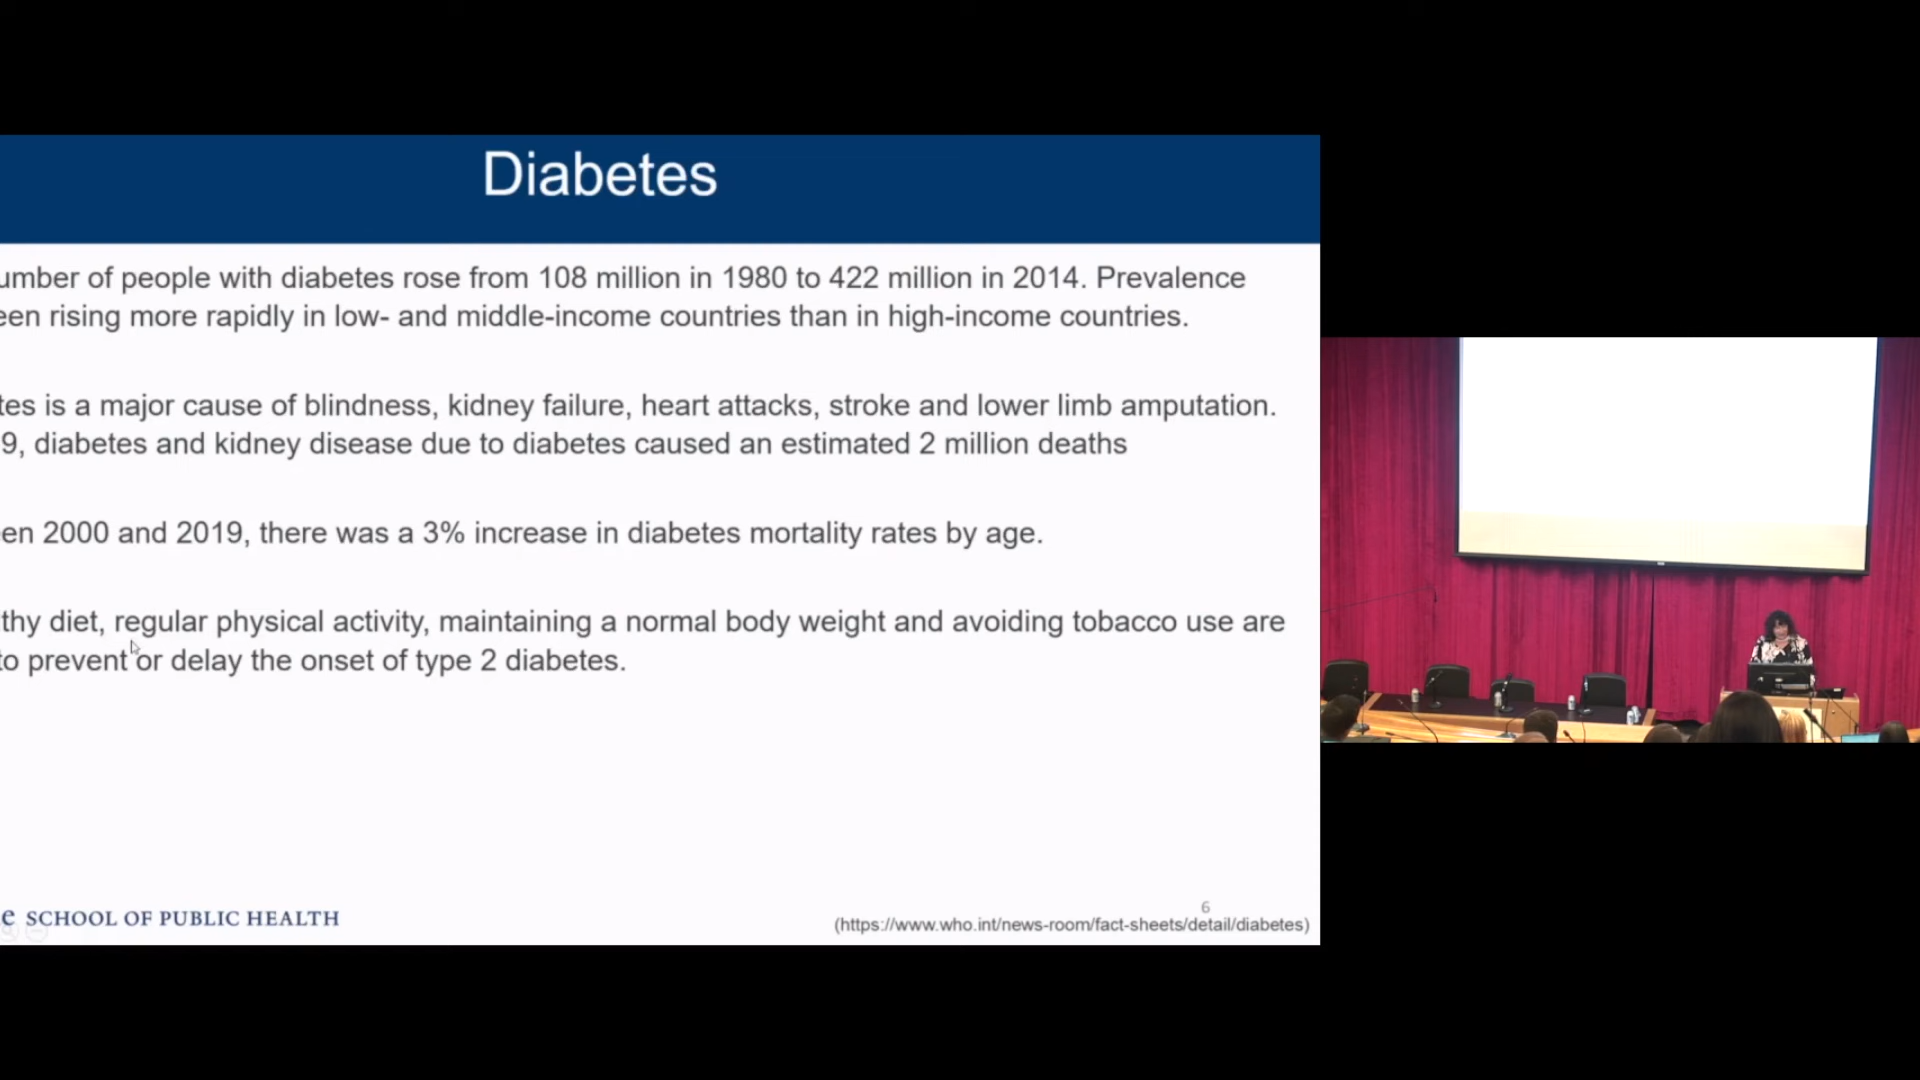 Diabetes
umber of people with diabetes rose from 108 million in 1980 to 422 million in 2014. Prevalence
een rising more rapidly in low- and middle-income countries than in high-income countries.
tes is a major cause of blindness, kidney failure, heart attacks, stroke and lower limb amputation.
9, diabetes and kidney disease due to diabetes caused an estimated 2 million deaths
en 2000 and 2019, there was a 3% increase in diabetes mortality rates by age.
thy diet, regular physical activity, maintaining a normal body weight and avoiding tobacco use are
to prevent or delay the onset of type 2 diabetes.
e SCHOOL OF PUBLIC HEALTH
6
(https://www.who.int/news-room/fact-sheets/detail/diabetes)